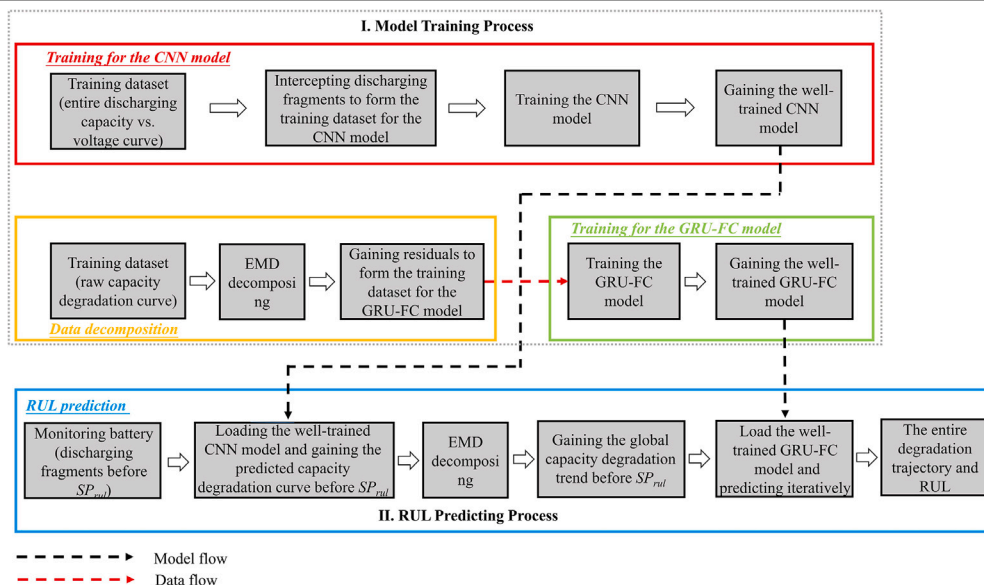 I. Model Training Process
Training for the CNN model
Training dataset
(entire discharging
capacity vs.
voltage curve)
Intercepting discharging
fragments to form the
training dataset for the
CNN model
Training the CNN
model
Gaining the well-
trained CNN
model
Training dataset
(raw capacity
degradation curve)
Data decomposition
EMD
decomposi
ng
Gaining residuals to
form the training
dataset for the
GRU-FC model
Training for the GRU-FC model
Training the
GRU-FC
model
Gaining the well-
trained GRU-FC
model
RUL prediction
Monitoring battery
(discharging
fragments before
SP_rul)
Loading the well-trained
CNN model and gaining
the predicted capacity
degradation curve before SP_rul
EMD
decomposi
ng
Gaining the global
capacity degradation
trend before SP_rul
Load the well-
trained GRU-FC
model and
predicting iteratively
The entire
degradation
trajectory and
RUL
II. RUL Predicting Process
Model flow
Data flow